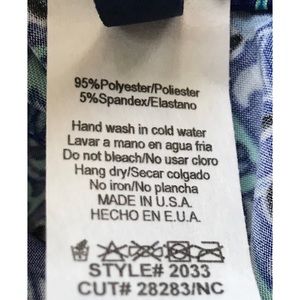 95%Polyester/Poliester
5%Spandex/Elastano
Hand wash in cold water
Lavar a mano en agua fria
Do not bleach/No usar cloro
Hang dry/Secar colgado
No iron/No plancha
MADE IN U.S.A.
HECHO EN E.U.A.
STYLE# 2033
CUT# 28283/NC